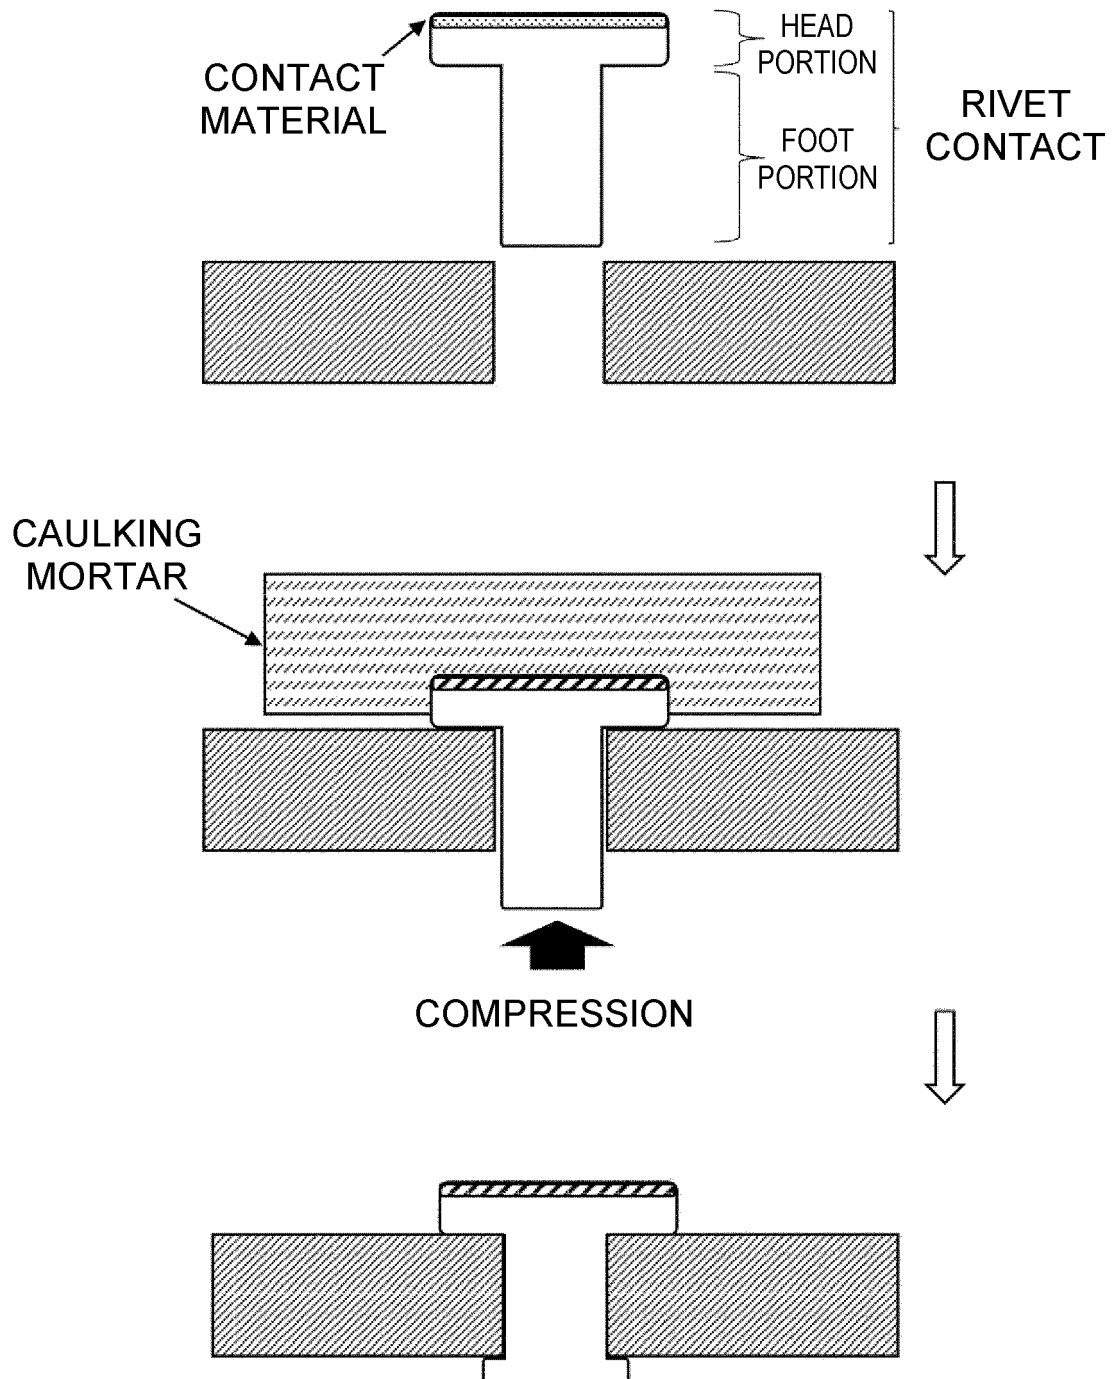 HEAD
PORTION
CONTACT
MATERIAL
RIVET
CONTACT
FOOT
PORTION
CAULKING
MORTAR
COMPRESSION